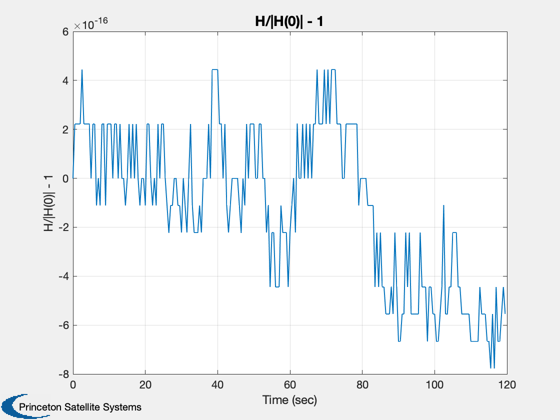 H/|H(0)| - 1
×10^-16
6
4
2
0
-2
-4
-6
-8
H/|H(0)| - 1
0 20 40 60 80 100 120
Time (sec)
Princeton Satellite Systems